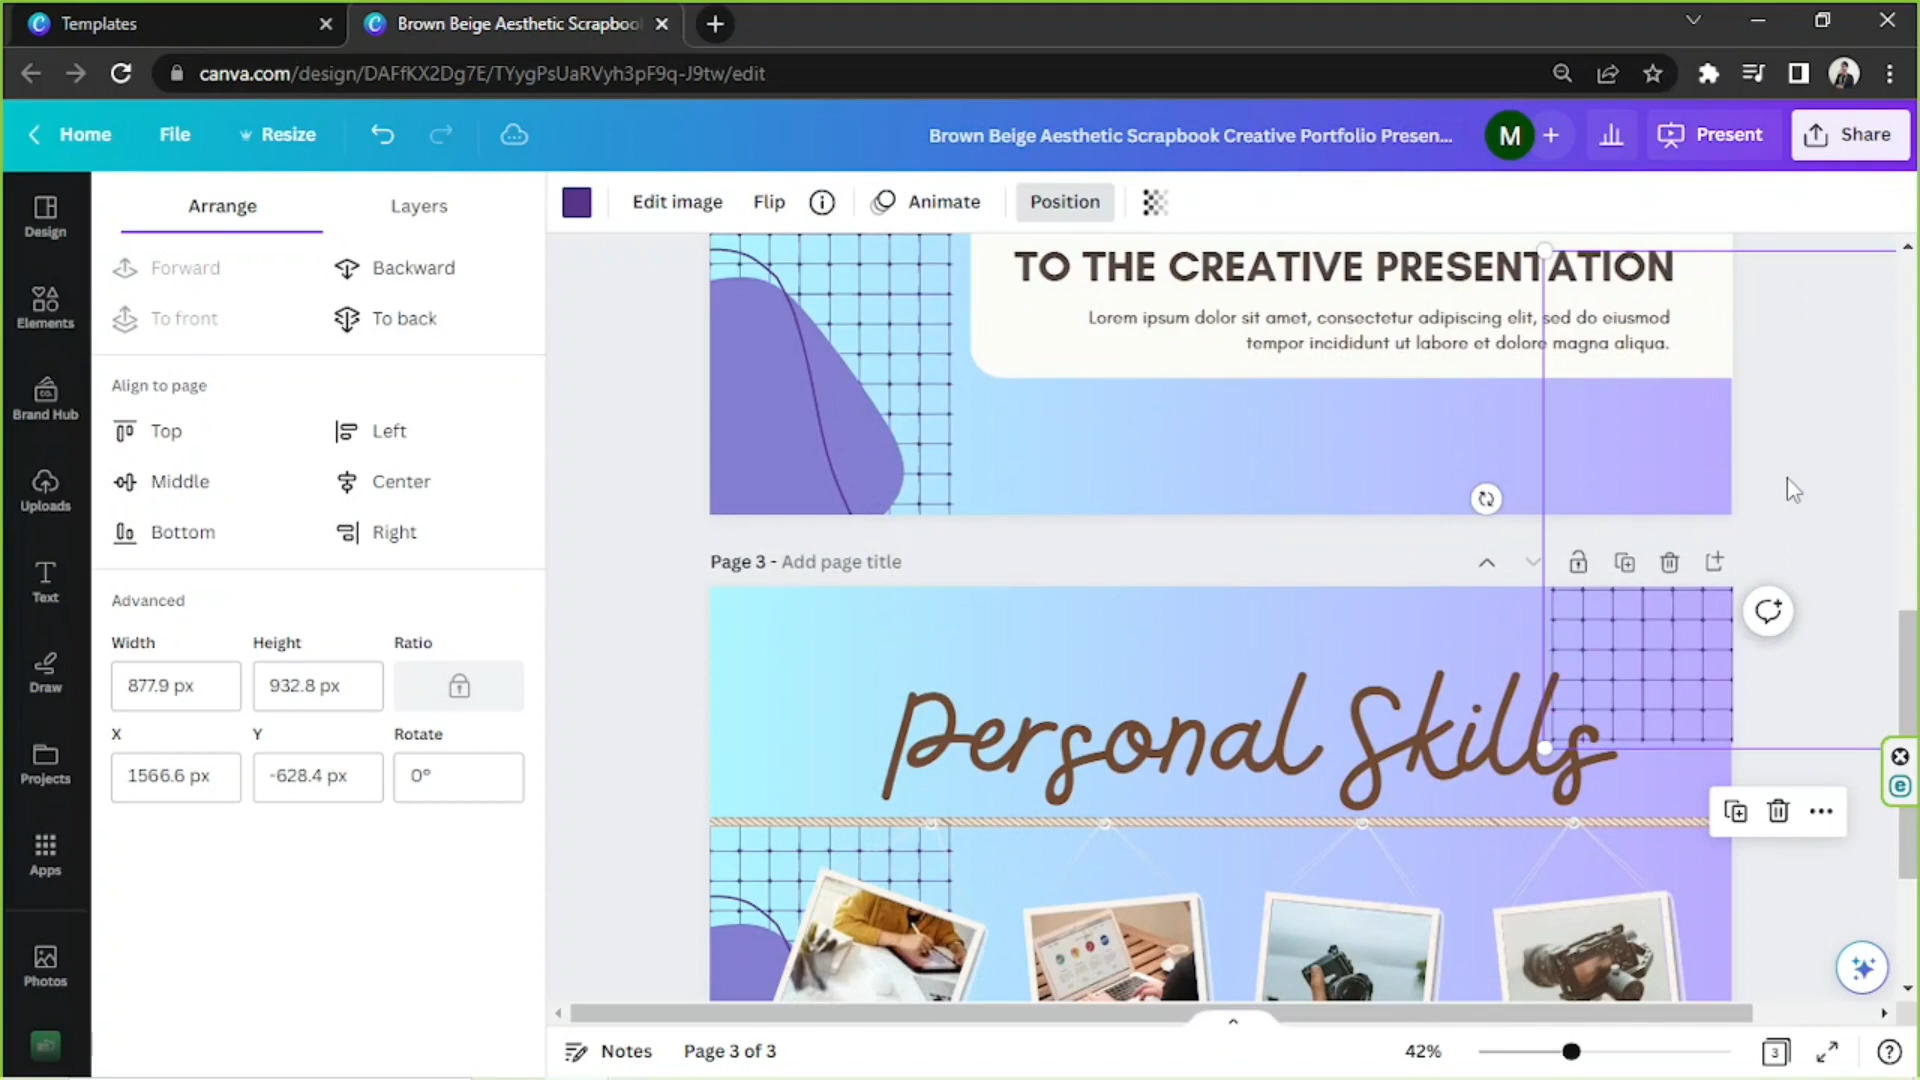 Templates
Brown Beige Aesthetic Scrapboo
canva.com/design/DAFfKX2Dg7E/TYygPsUaRVyh3pF9q-J9tw/edit
Home
File
Resize
Brown Beige Aesthetic Scrapbook Creative Portfolio Presen...
M
Present
Share
Design
Elements
Brand Hub
Uploads
Text
Draw
Projects
Apps
Photos
Arrange
Layers
Forward
Backward
To front
To back
Align to page
Top
Left
Middle
Center
Bottom
Right
Advanced
Width
Height
Ratio
877.9 px
932.8 px
X
Y
Rotate
1566.6 px
-628.4 px
0°
Edit image
Flip
Animate
Position
TO THE CREATIVE PRESENTATION
Lorem ipsum dolor sit amet, consectetur adipiscing elit, sed do eiusmod
tempor incididunt ut labore et dolore magna aliqua.
Page 3 - Add page title
Personal Skills
Notes
Page 3 of 3
42%
3